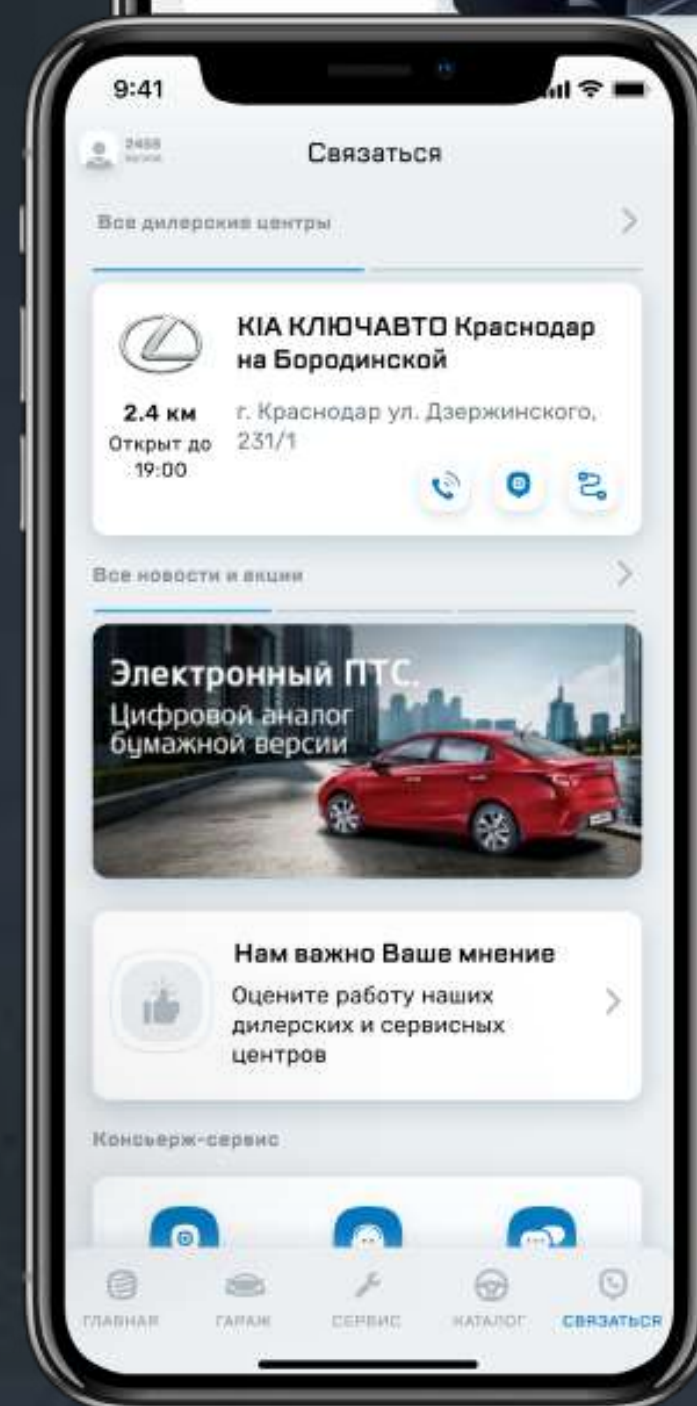 9:41
2455
Связаться
Все дилерские центры
KIA КЛЮЧАВТО Краснодар
на Бородинской
2.4 км
Открыт до
19:00
г. Краснодар ул. Дзержинского,
231/1
Все новости и акции
Электронный ПТС.
Цифровой аналог
бумажной версии
Нам важно Ваше мнение
Оцените работу наших
дилерских и сервисных
центров
Консьерж-сервис
ГЛАВНАЯ
ГАРАЖ
СЕРВИС
КАТАЛОГ
СВЯЗАТЬСЯ